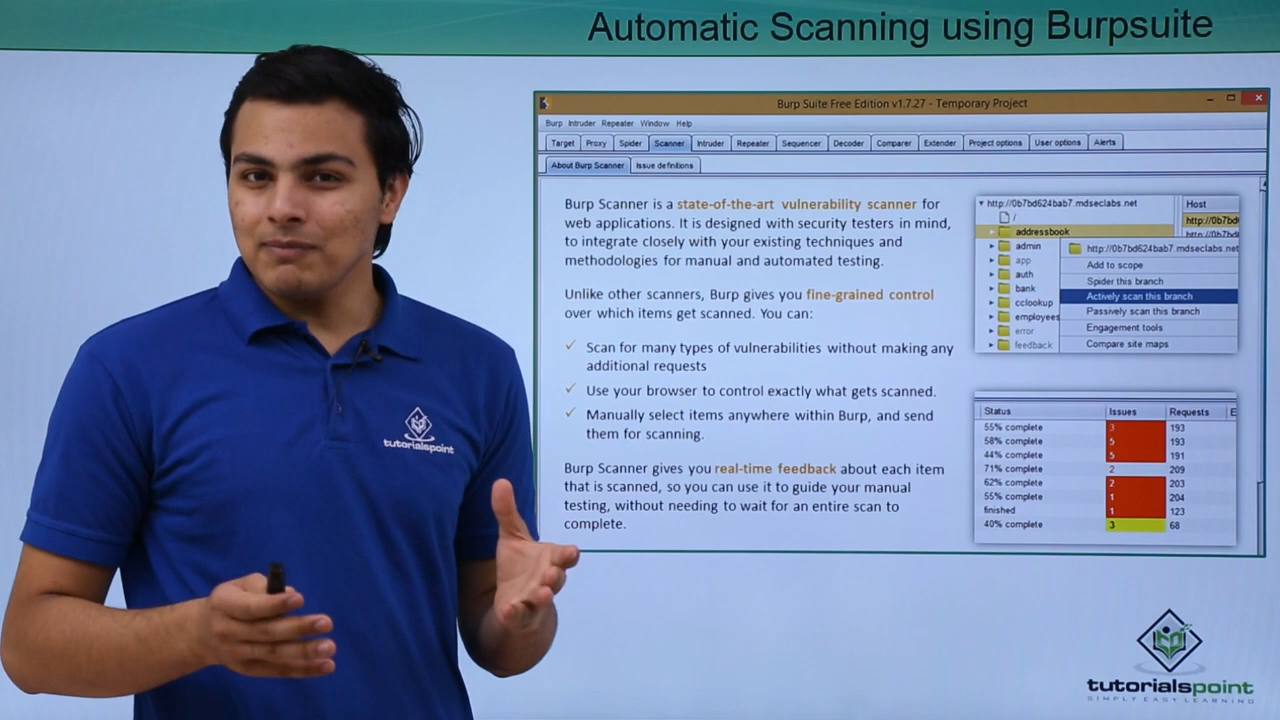 Automatic Scanning using Burpsuite
Burp Suite Free Edition v1.7.27 - Temporary Project
Burp Intruder Repeater Window Help
Target Proxy Spider Scanner Intruder Repeater Sequencer Decoder Comparer Extender Project options User options Alerts
About Burp Scanner Issue definitions
Burp Scanner is a state-of-the-art vulnerability scanner for
web applications. It is designed with security testers in mind,
to integrate closely with your existing techniques and
methodologies for manual and automated testing.
Unlike other scanners, Burp gives you fine-grained control
over which items get scanned. You can:
Scan for many types of vulnerabilities without making any
additional requests
Use your browser to control exactly what gets scanned.
Manually select items anywhere within Burp, and send
them for scanning.
Burp Scanner gives you real-time feedback about each item
that is scanned, so you can use it to guide your manual
testing, without needing to wait for an entire scan to
complete.
http://0b7bd624bab7.mdseclabs.net
/
addressbook
admin
app
auth
bank
cclookup
employees
error
feedback
Host
http://0b7bd
http://0b7bd
http://0b7bd624bab7.mdseclabs.net
Add to scope
Spider this branch
Actively scan this branch
Passively scan this branch
Engagement tools
Compare site maps
Status Issues Requests E
55% complete 3 193
58% complete 5 193
44% complete 5 191
71% complete 2 209
62% complete 2 203
55% complete 1 204
finished 1 123
40% complete 3 68
tutorialspoint
tutorialspoint
SIMPLY EASY LEARNING